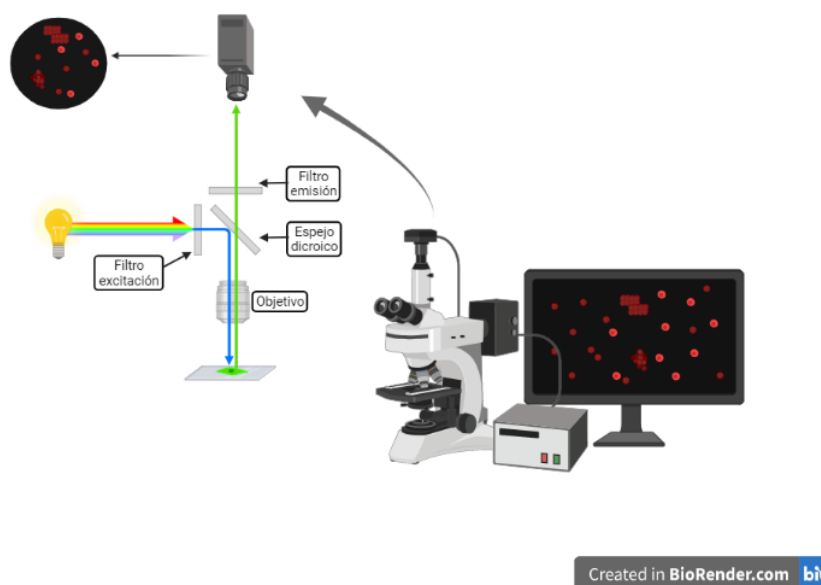 Filtro
emisión
Espejo
dicroico
Filtro
excitación
Objetivo
Created in BioRender.com